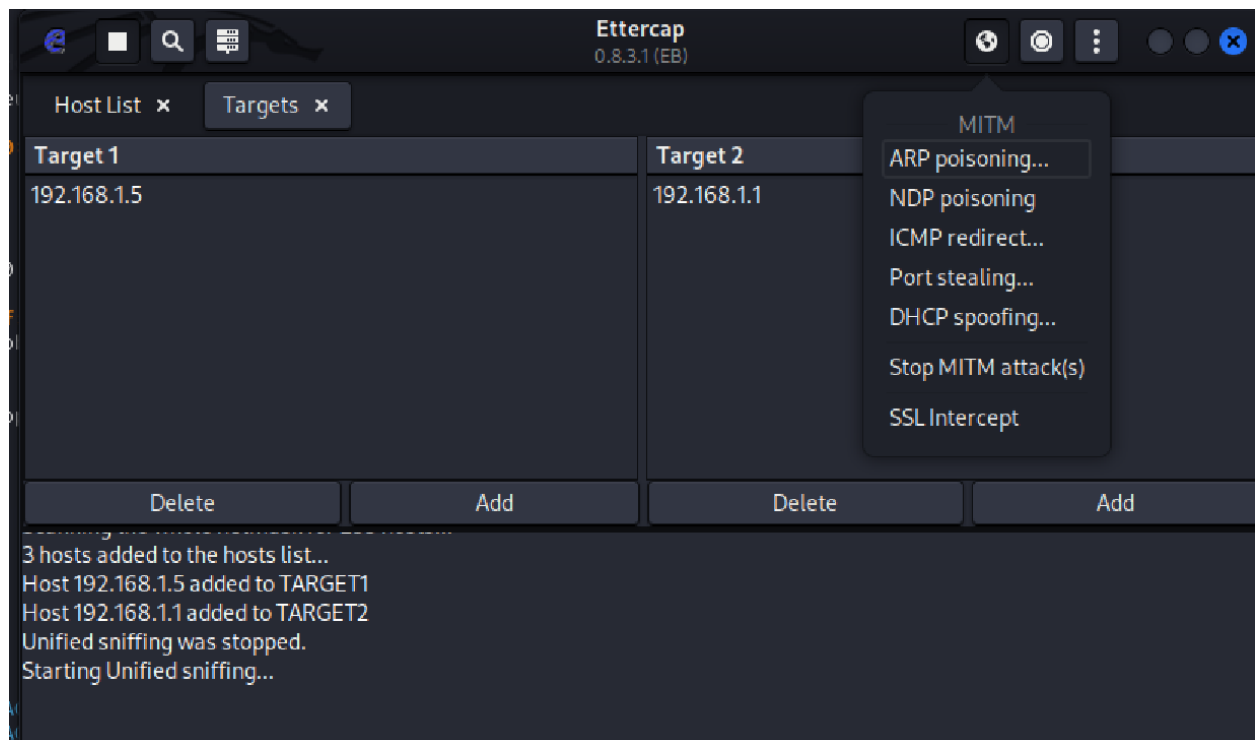 Ettercap
0.8.3.1 (EB)
Host List ×
Targets ×
Target 1
Target 2
192.168.1.5
192.168.1.1
MITM
ARP poisoning...
NDP poisoning
ICMP redirect...
Port stealing...
DHCP spoofing...
Stop MITM attack(s)
SSL Intercept
Delete
Add
Delete
Add
3 hosts added to the hosts list...
Host 192.168.1.5 added to TARGET1
Host 192.168.1.1 added to TARGET2
Unified sniffing was stopped.
Starting Unified sniffing...